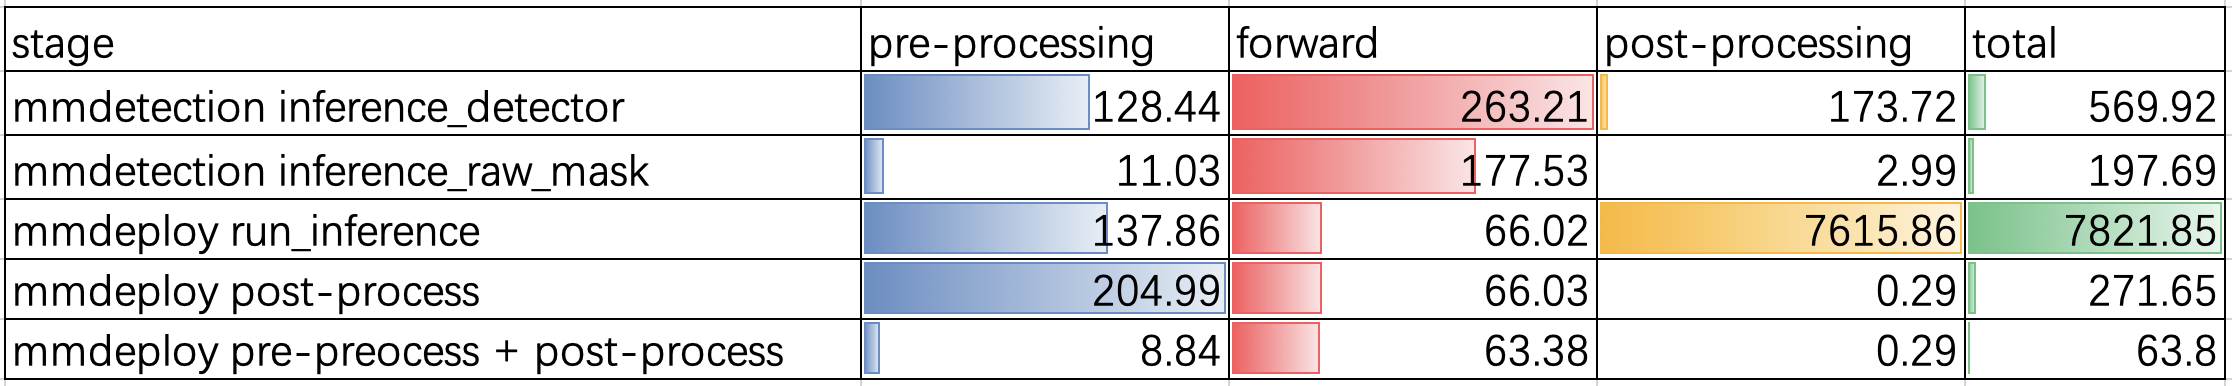 stage pre-processing forward post-processing total
mmdetection inference_detector 128.44 263.21 173.72 569.92
mmdetection inference_raw_mask 11.03 177.53 2.99 197.69
mmdeploy run_inference 137.86 66.02 7615.86 7821.85
mmdeploy post-process 204.99 66.03 0.29 271.65
mmdeploy pre-preocess + post-process 8.84 63.38 0.29 63.8